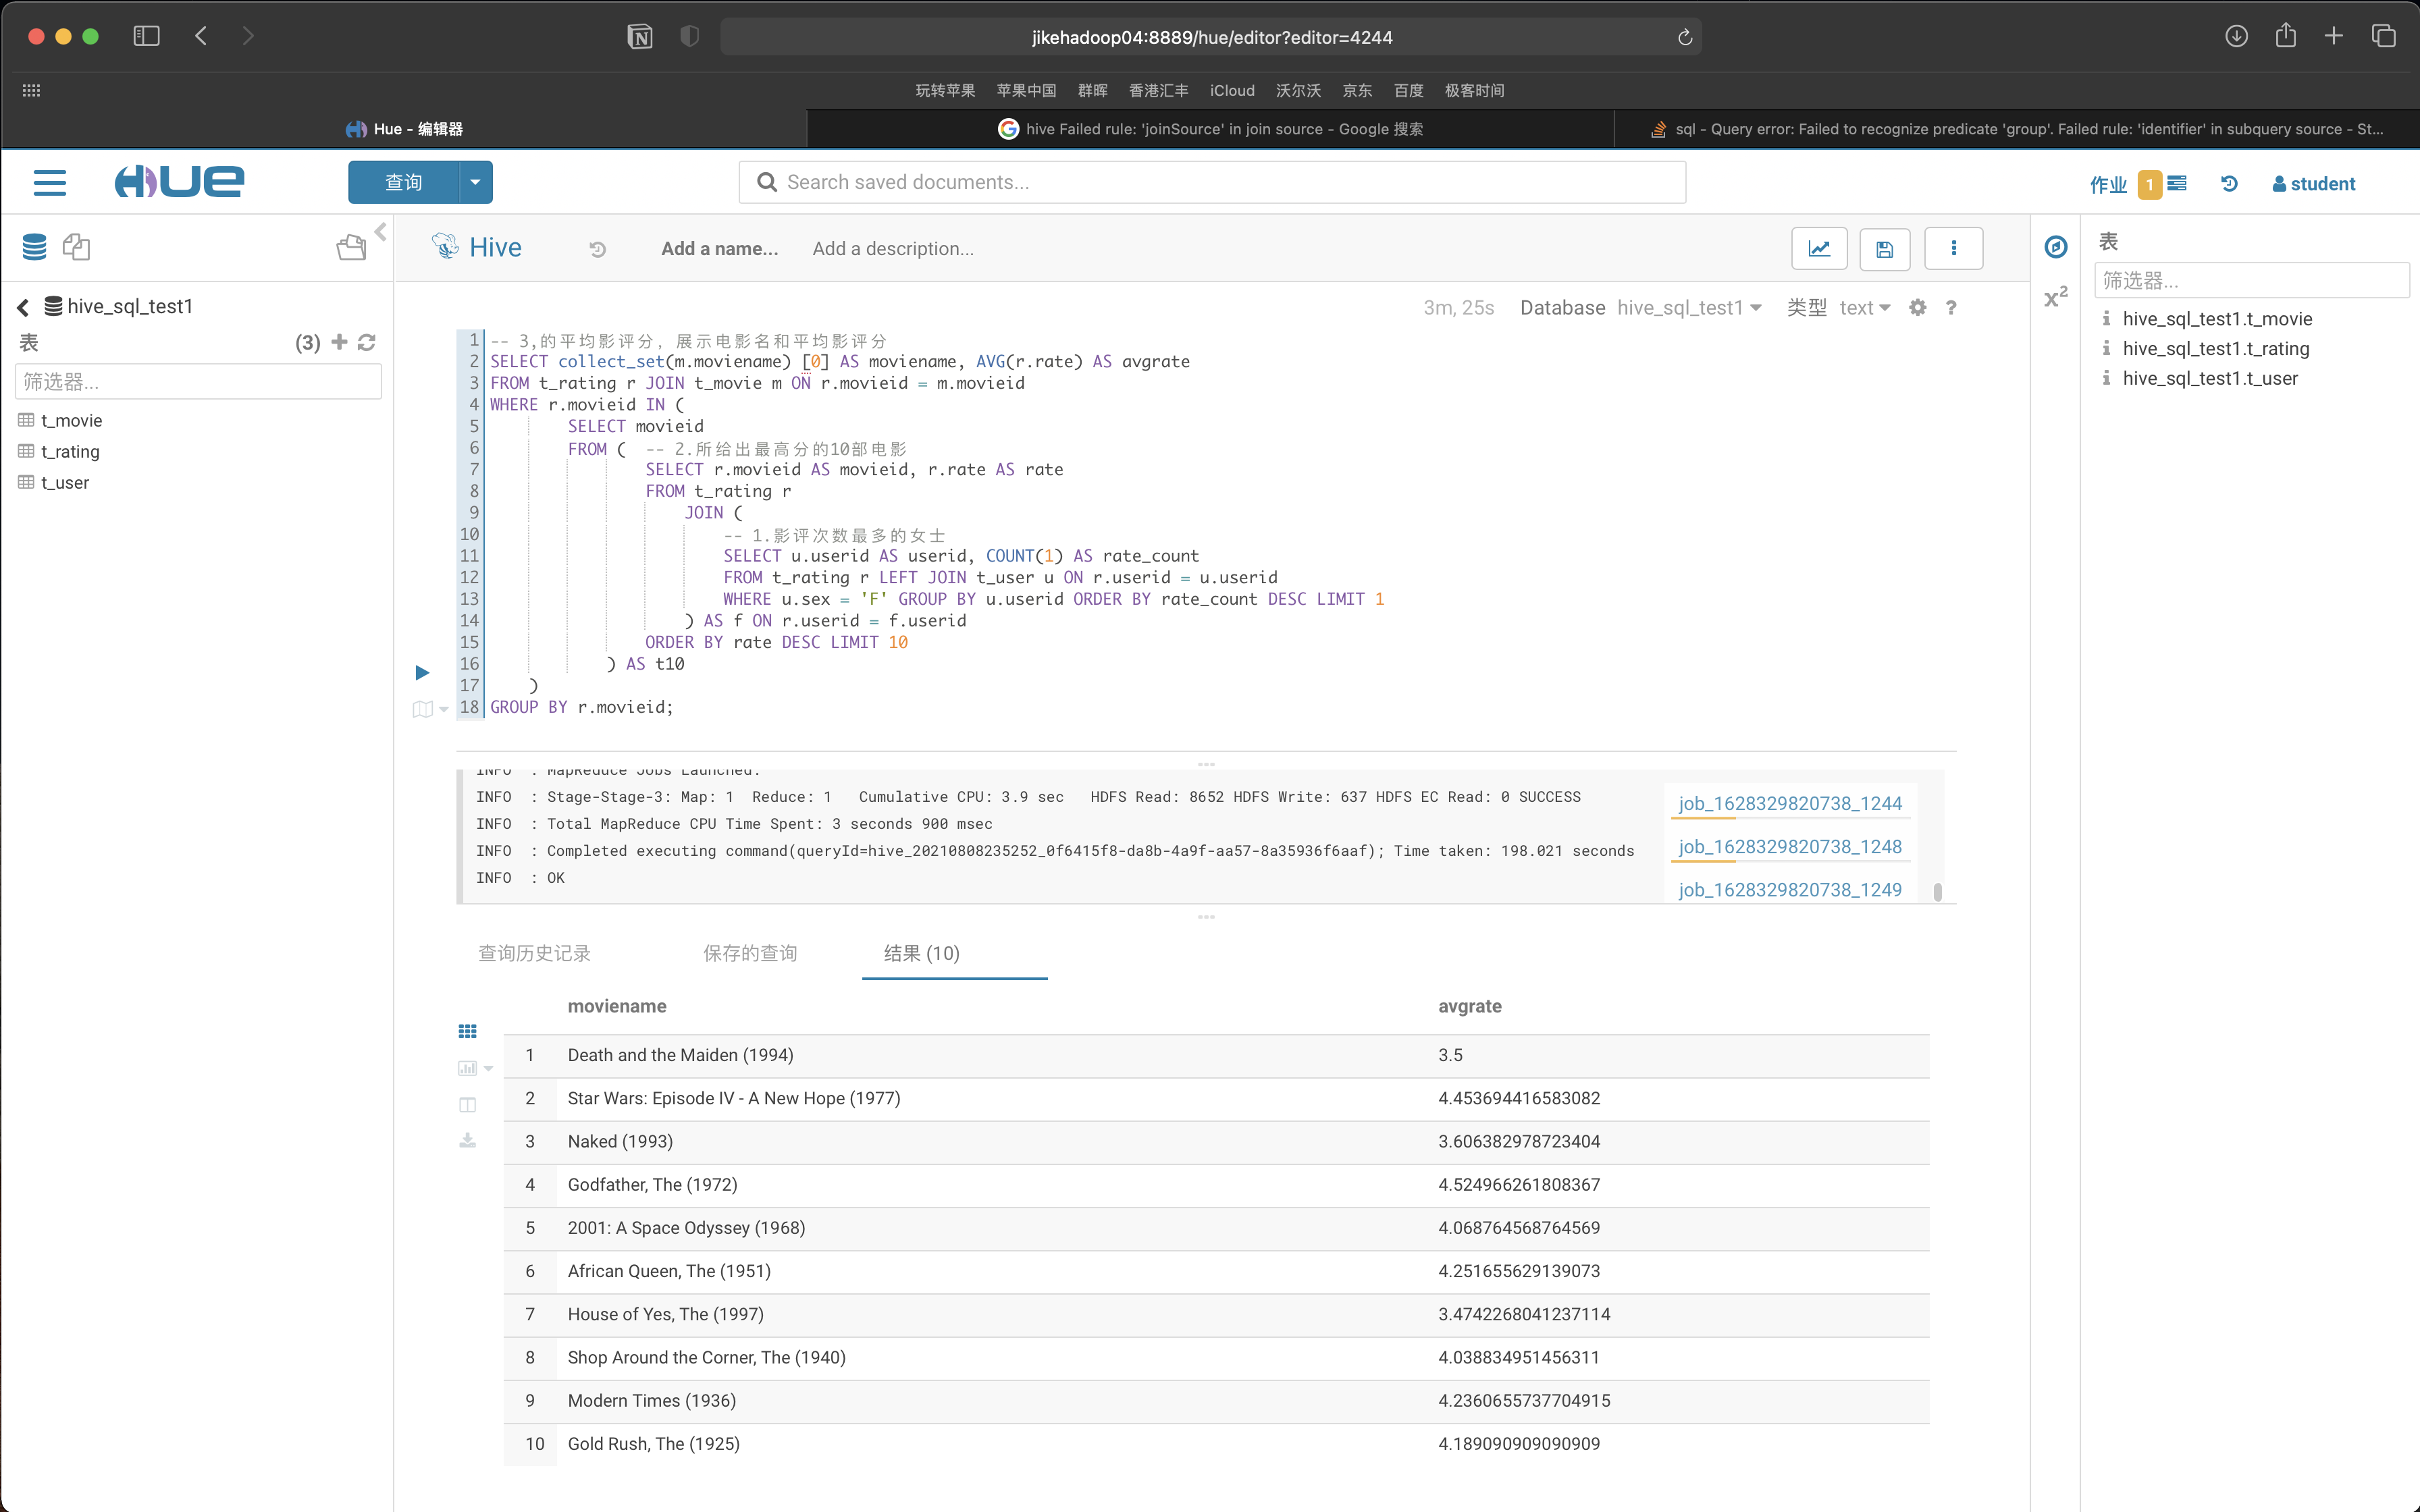 jikehadoop04:8889/hue/editor?editor=4244
玩转苹果 苹果中国 群晖 香港汇丰 iCloud 沃尔沃 京东 百度 极客时间
Hue - 编辑器
hive Failed rule: 'joinSource' in join source - Google 搜索
sql - Query error: Failed to recognize predicate 'group'. Failed rule: 'identifier' in subquery source - St...
HUE
查询
Search saved documents...
作业 1
student
Hive
Add a name...
Add a description...
hive_sql_test1
表 (3)
筛选器...
t_movie
t_rating
t_user
3m, 25s Database hive_sql_test1 类型 text ?
1 -- 3,的平均影评分, 展示电影名和平均影评分
2 SELECT collect_set(m.moviename) [0] AS moviename, AVG(r.rate) AS avgrate
3 FROM t_rating r JOIN t_movie m ON r.movieid = m.movieid
4 WHERE r.movieid IN (
5 SELECT movieid
6 FROM ( -- 2.所给出最高分的10部电影
7 SELECT r.movieid AS movieid, r.rate AS rate
8 FROM t_rating r
9 JOIN (
10 -- 1.影评次数最多的女士
11 SELECT u.userid AS userid, COUNT(1) AS rate_count
12 FROM t_rating r LEFT JOIN t_user u ON r.userid = u.userid
13 WHERE u.sex = 'F' GROUP BY u.userid ORDER BY rate_count DESC LIMIT 1
14 ) AS f ON r.userid = f.userid
15 ORDER BY rate DESC LIMIT 10
16 ) AS t10
17 )
18 GROUP BY r.movieid;
INFO : MapReduce Jobs Launched:
INFO : Stage-Stage-3: Map: 1 Reduce: 1 Cumulative CPU: 3.9 sec HDFS Read: 8652 HDFS Write: 637 HDFS EC Read: 0 SUCCESS
INFO : Total MapReduce CPU Time Spent: 3 seconds 900 msec
INFO : Completed executing command(queryId=hive_20210808235252_0f6415f8-da8b-4a9f-aa57-8a35936f6aaf); Time taken: 198.021 seconds
INFO : OK
job_1628329820738_1244
job_1628329820738_1248
job_1628329820738_1249
查询历史记录 保存的查询 结果 (10)
moviename avgrate
1 Death and the Maiden (1994) 3.5
2 Star Wars: Episode IV - A New Hope (1977) 4.453694416583082
3 Naked (1993) 3.606382978723404
4 Godfather, The (1972) 4.524966261808367
5 2001: A Space Odyssey (1968) 4.068764568764569
6 African Queen, The (1951) 4.251655629139073
7 House of Yes, The (1997) 3.4742268041237114
8 Shop Around the Corner, The (1940) 4.038834951456311
9 Modern Times (1936) 4.2360655737704915
10 Gold Rush, The (1925) 4.189090909090909
x2
表
筛选器...
hive_sql_test1.t_movie
hive_sql_test1.t_rating
hive_sql_test1.t_user